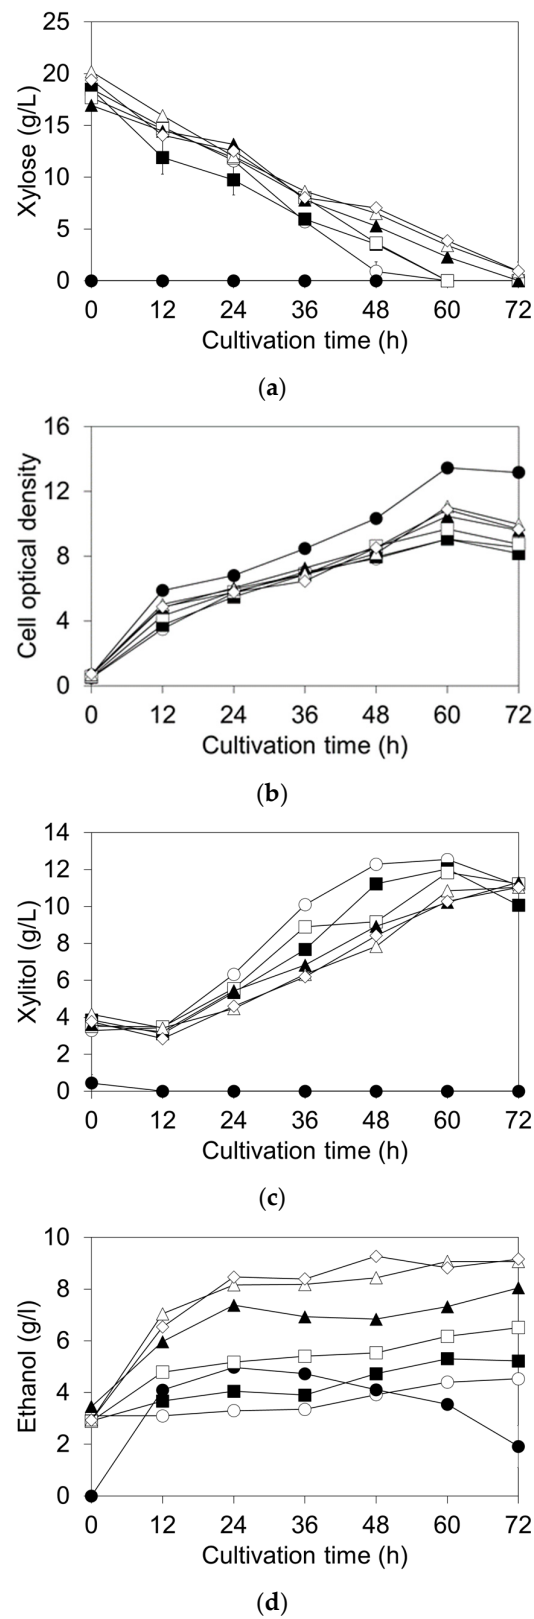 Xylose (g/L)
25
20
15
10
5
0
0 12 24 36 48 60 72
Cultivation time (h)
(a)
Cell optical density
16
12
8
4
0
0 12 24 36 48 60 72
Cultivation time (h)
(b)
Xylitol (g/L)
14
12
10
8
6
4
2
0
0 12 24 36 48 60 72
Cultivation time (h)
(c)
Ethanol (g/l)
10
8
6
4
2
0
0 12 24 36 48 60 72
Cultivation time (h)
(d)